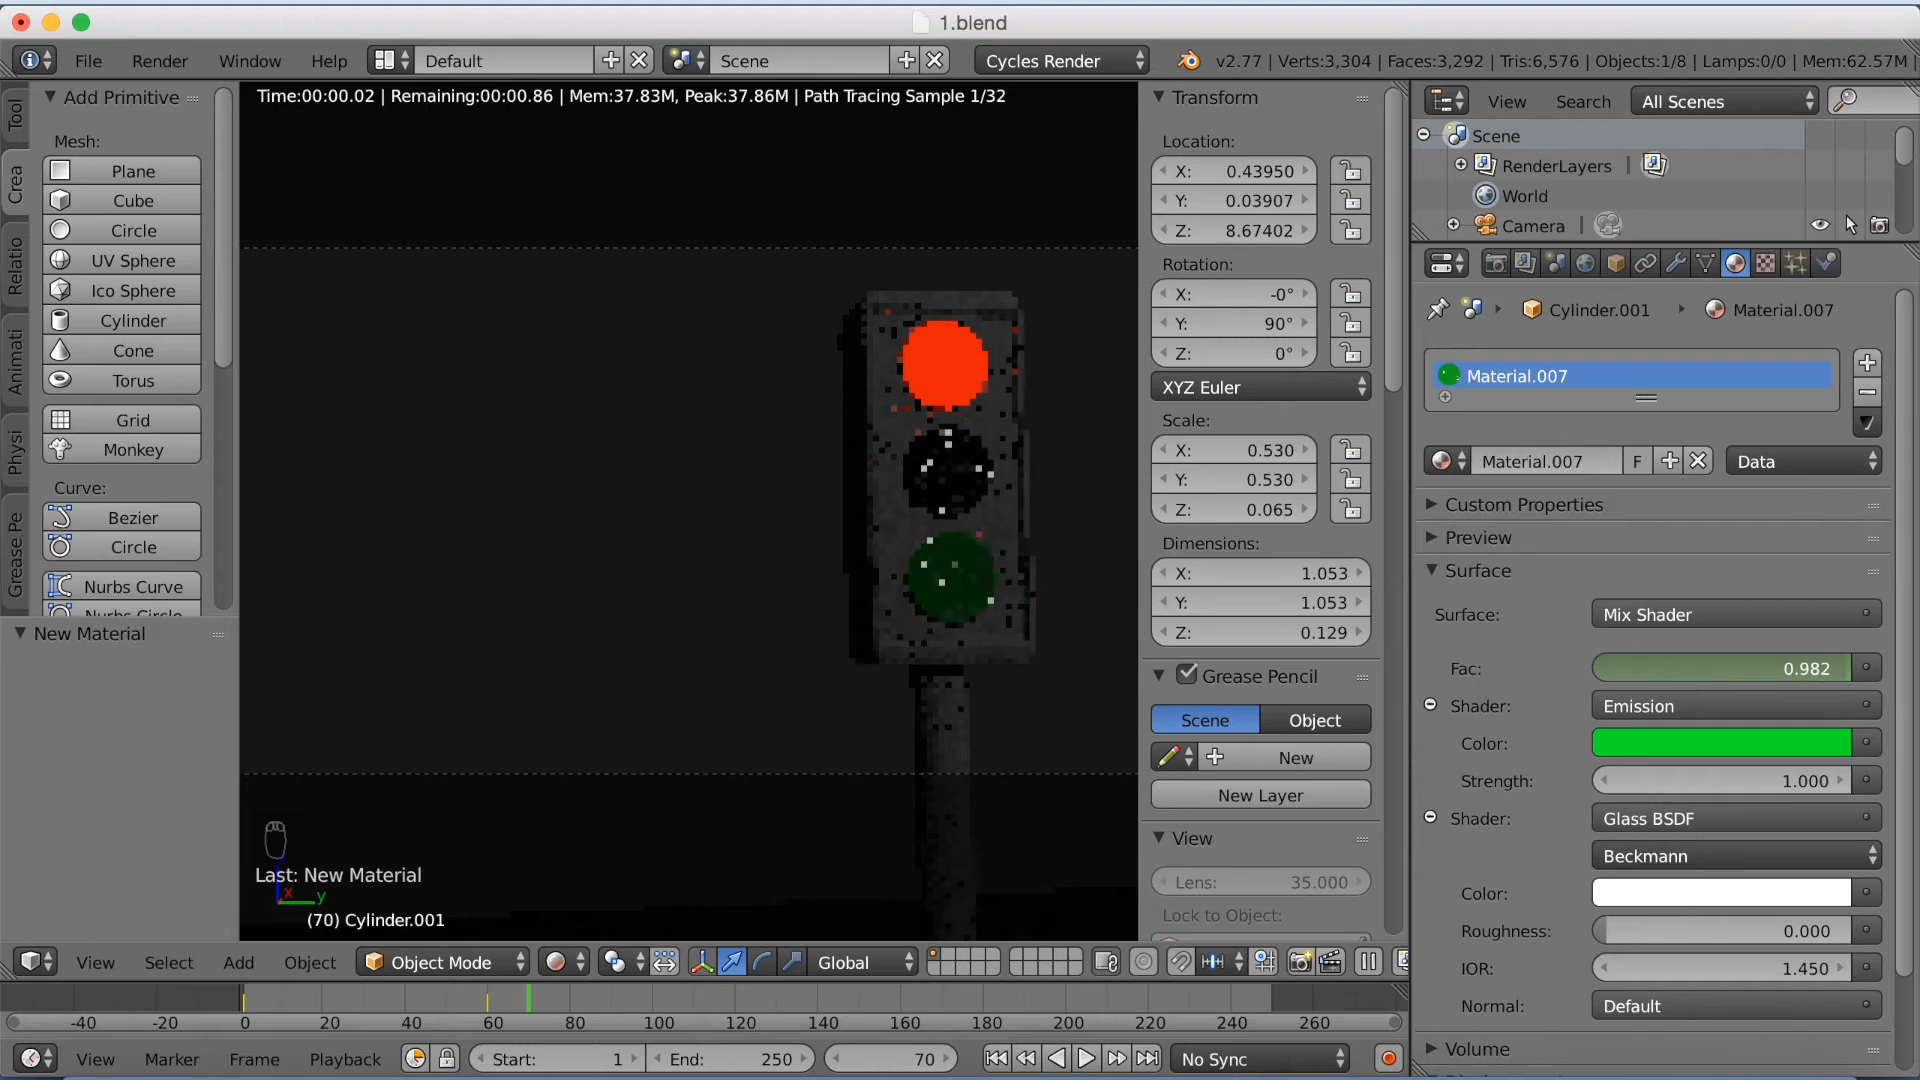 1.blend
File Render Window Help Default Scene Cycles Render v2.77 | Verts:3,304 | Faces:3,292 | Tris:6,576 | Objects:1/8 | Lamps:0/0 | Mem:62.57M |
Time:00:00.02 | Remaining:00:00.86 | Mem:37.83M, Peak:37.86M | Path Tracing Sample 1/32
Tool
Crea
Relatio
Animati
Physi
Grease Pe
Add Primitive
Mesh:
Plane
Cube
Circle
UV Sphere
Ico Sphere
Cylinder
Cone
Torus
Grid
Monkey
Curve:
Bezier
Circle
Nurbs Curve
Nurbs Circle
New Material
Last: New Material
x y
(70) Cylinder.001
Transform
Location:
X: 0.43950
Y: 0.03907
Z: 8.67402
Rotation:
X: -0°
Y: 90°
Z: 0°
XYZ Euler
Scale:
X: 0.530
Y: 0.530
Z: 0.065
Dimensions:
X: 1.053
Y: 1.053
Z: 0.129
Grease Pencil
Scene Object
New
New Layer
View
Lens: 35.000
Lock to Object:
View Search All Scenes
Scene
RenderLayers |
World
Camera |
Cylinder.001 Material.007
Material.007
Material.007 F Data
Custom Properties
Preview
Surface
Surface: Mix Shader
Fac: 0.982
Shader: Emission
Color:
Strength: 1.000
Shader: Glass BSDF
Beckmann
Color:
Roughness: 0.000
IOR: 1.450
Normal: Default
Volume
View Select Add Object Object Mode Global
-40 -20 0 20 40 60 80 100 120 140 160 180 200 220 240 260
View Marker Frame Playback Start: 1 End: 250 70 No Sync